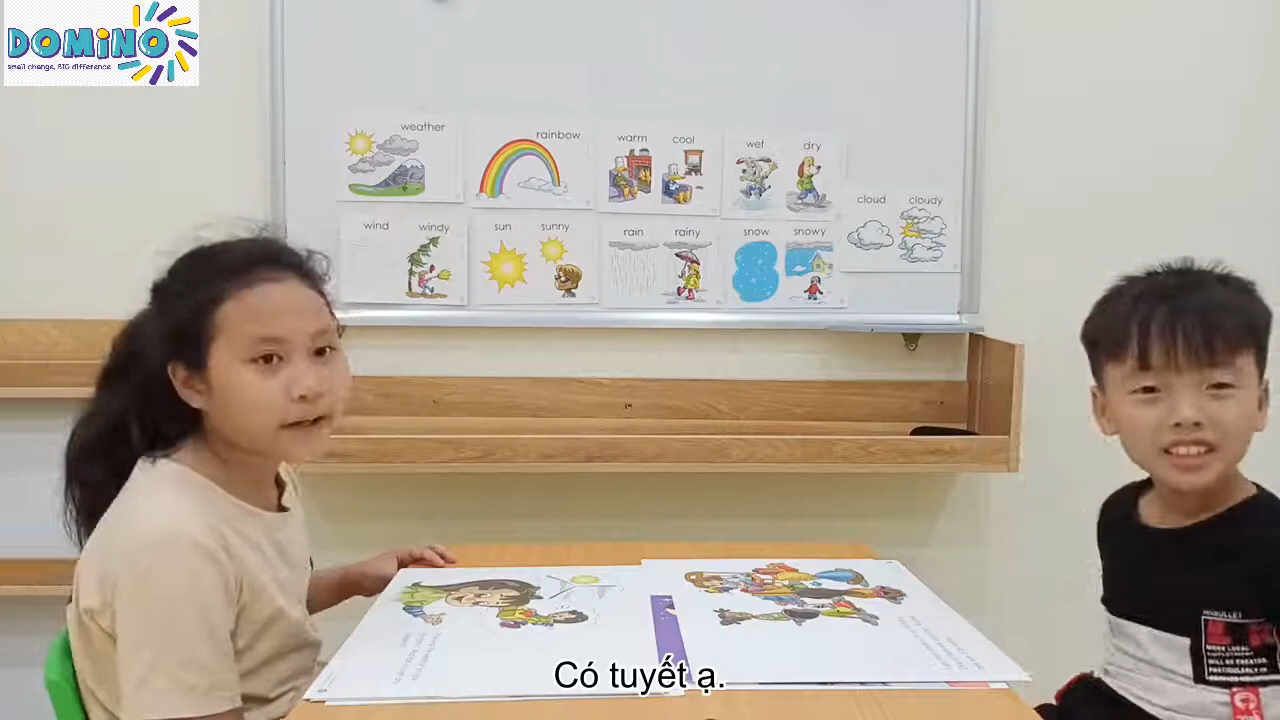 DOMINO
small change, BIG difference
weather
rainbow
warm cool
wet dry
cloud cloudy
wind windy
sun sunny
rain rainy
snow snowy
Có tuyết ạ.